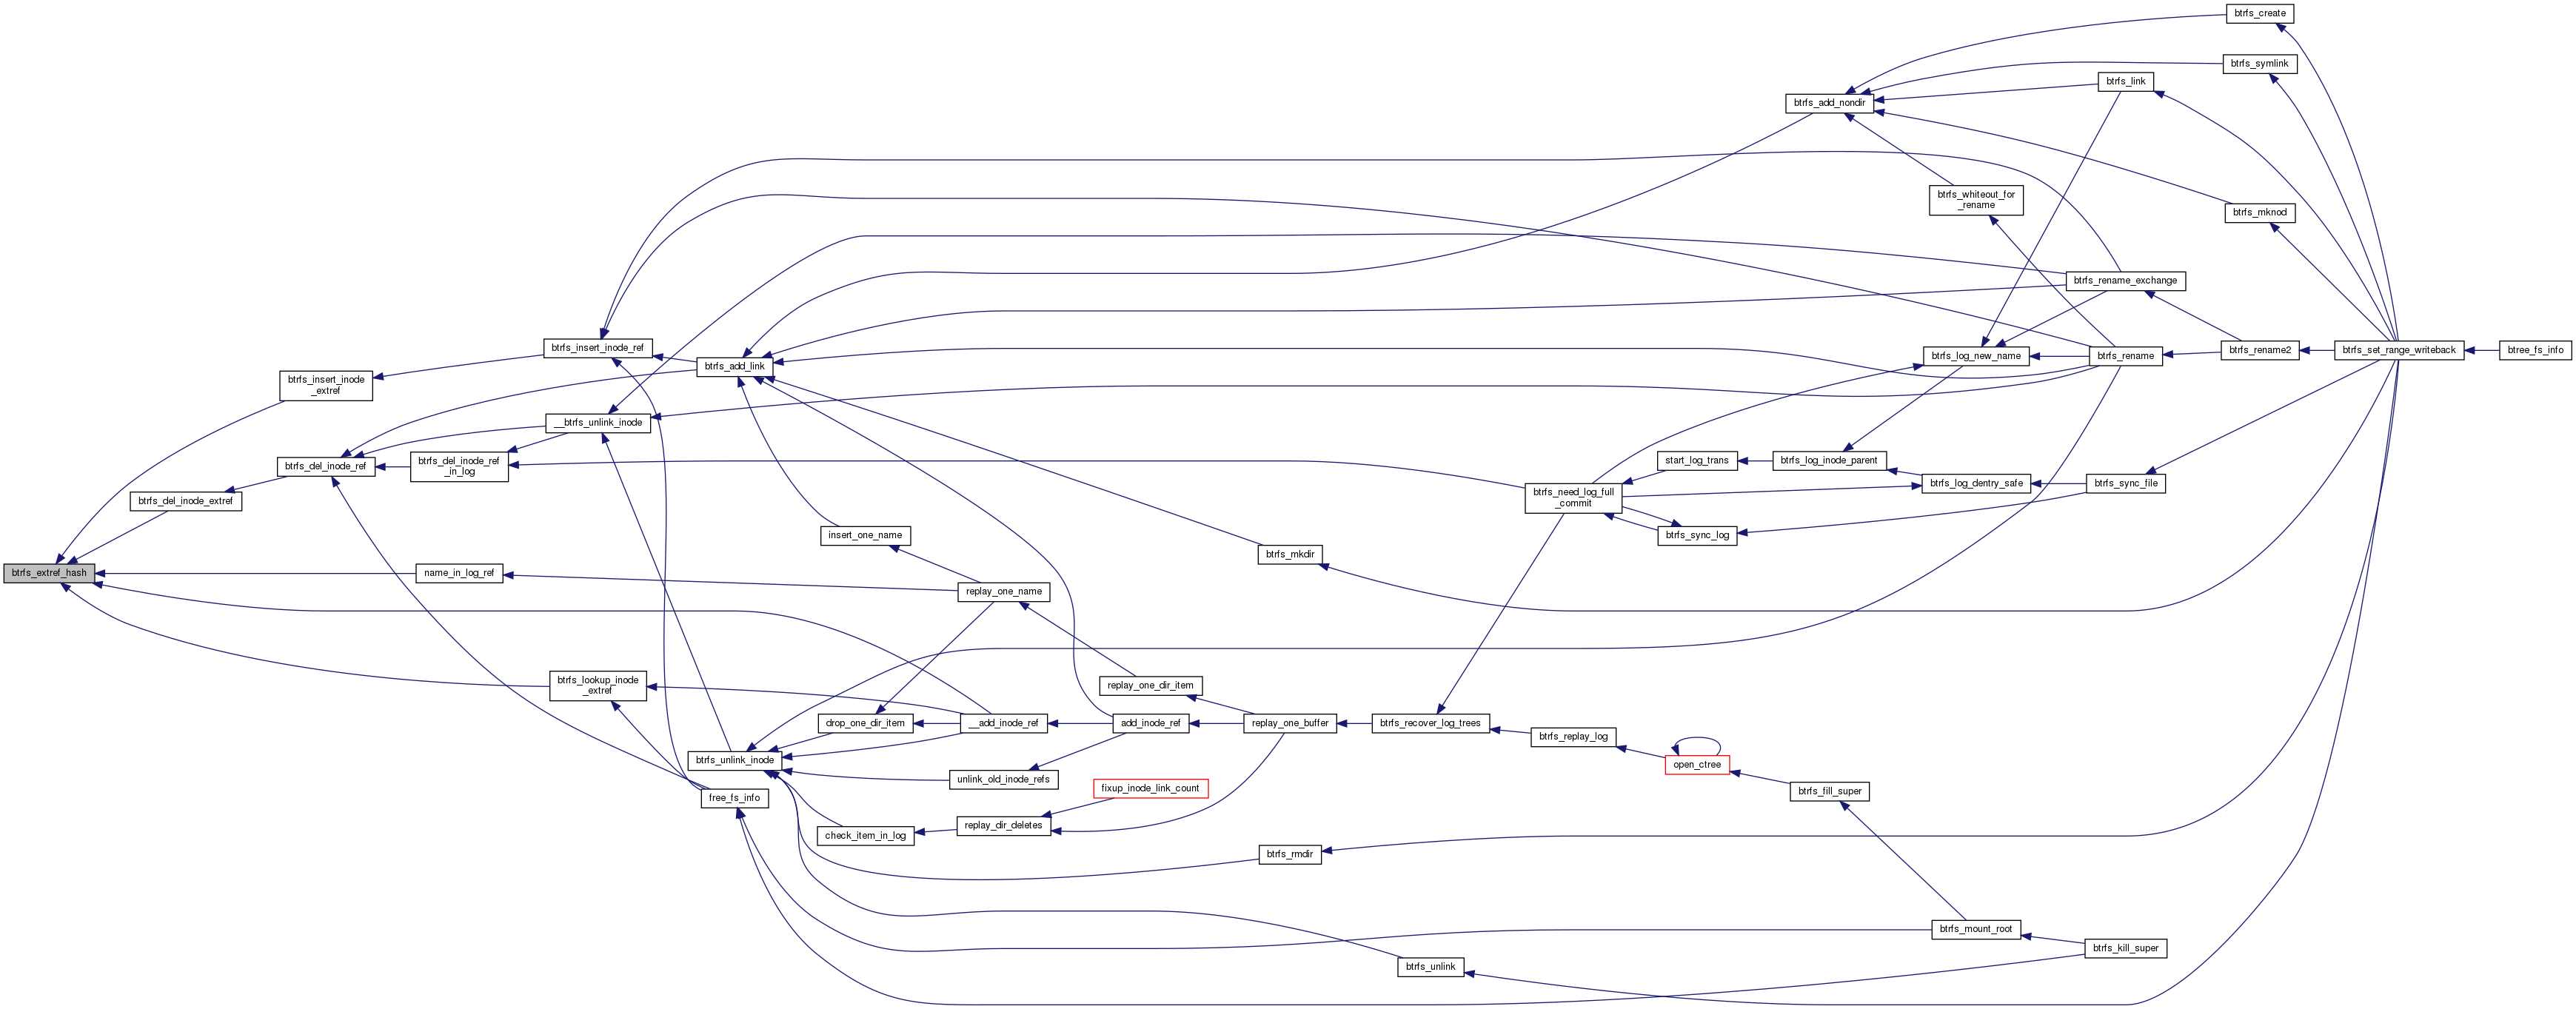 btrfs_create
btrfs_symlink
btrfs_link
btrfs_add_nondir
btrfs_whiteout_for
_rename
btrfs_mknod
btrfs_rename_exchange
btrfs_insert_inode_ref
btrfs_add_link
btrfs_log_new_name
btrfs_rename
btrfs_rename2
btrfs_set_range_writeback
btree_fs_info
btrfs_insert_inode
_extref
__btrfs_unlink_inode
btrfs_del_inode_ref
btrfs_del_inode_ref
_in_log
start_log_trans
btrfs_log_inode_parent
btrfs_log_dentry_safe
btrfs_sync_file
btrfs_del_inode_extref
btrfs_need_log_full
_commit
btrfs_sync_log
insert_one_name
btrfs_mkdir
btrfs_extref_hash
name_in_log_ref
replay_one_name
btrfs_lookup_inode
_extref
replay_one_dir_item
drop_one_dir_item
__add_inode_ref
add_inode_ref
replay_one_buffer
btrfs_recover_log_trees
btrfs_replay_log
btrfs_unlink_inode
open_ctree
unlink_old_inode_refs
fixup_inode_link_count
btrfs_fill_super
free_fs_info
check_item_in_log
replay_dir_deletes
btrfs_rmdir
btrfs_mount_root
btrfs_kill_super
btrfs_unlink